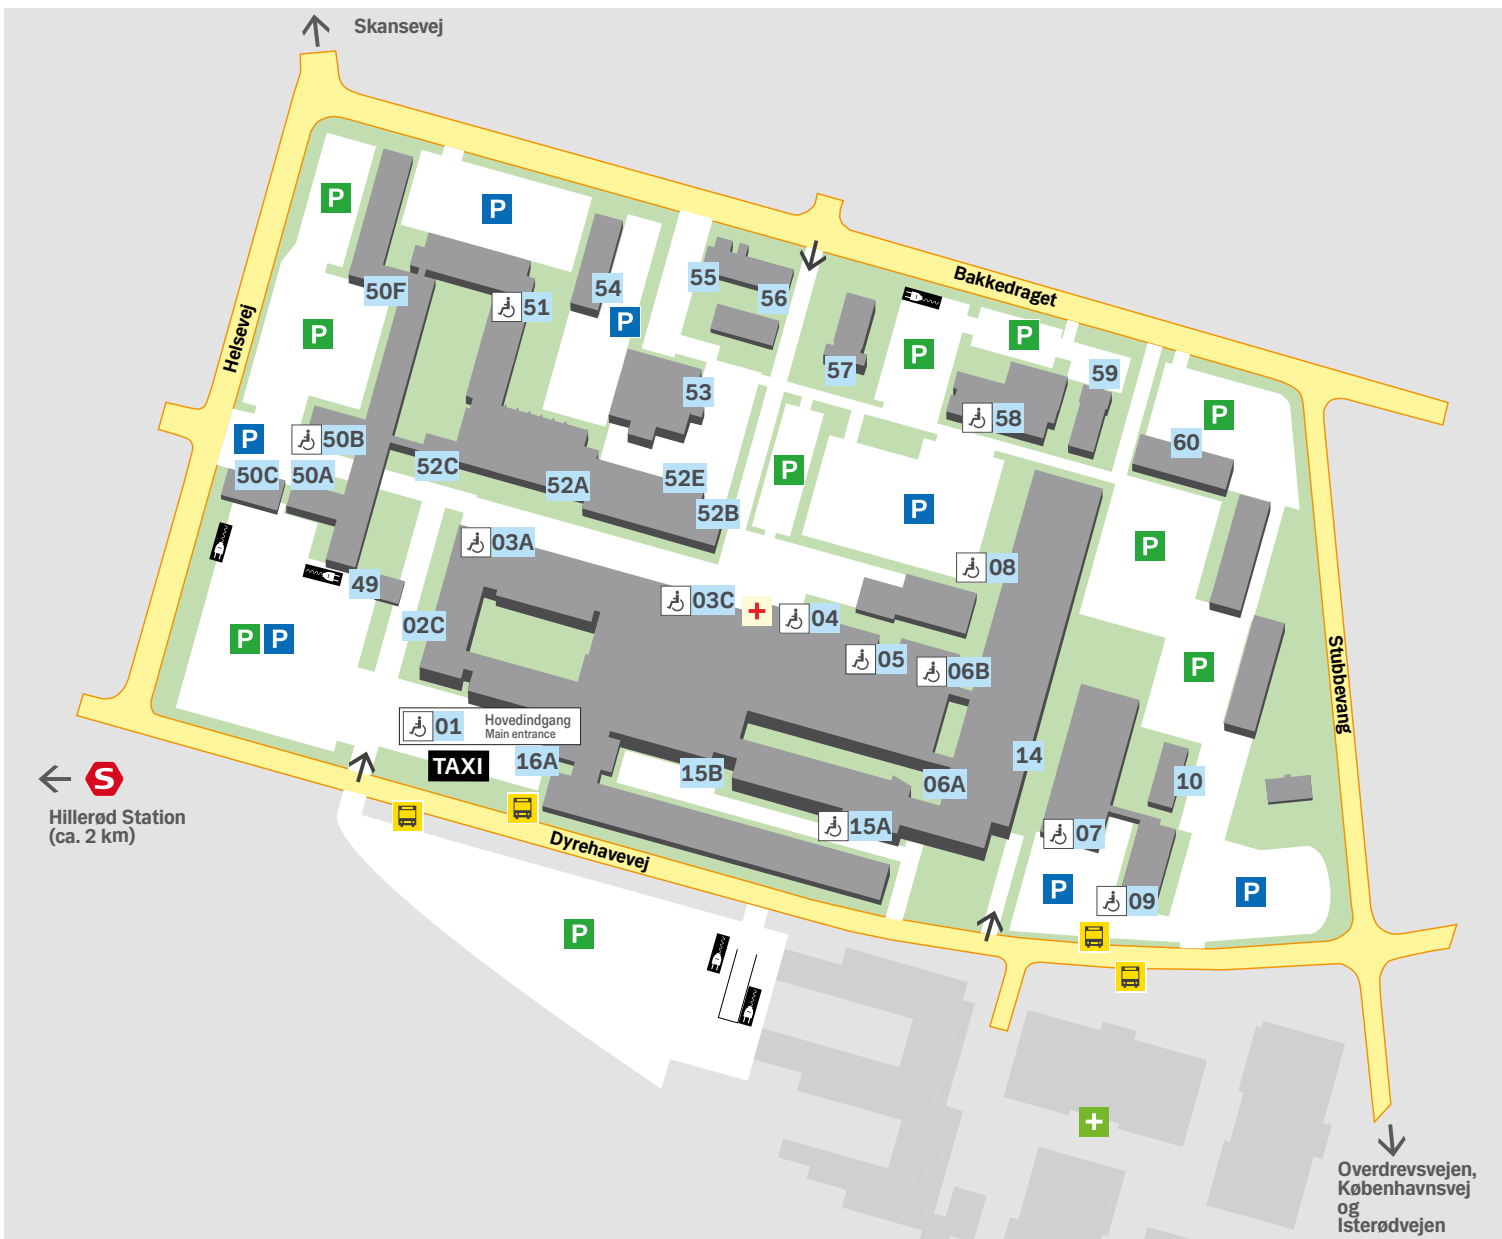 Skansevej
P
P
50F
51
54
P
55
56
Bakkedraget
P
P
57
58
59
P
60
Helsevej
P
53
P
50B
50C
50A
52C
52A
52E
52B
P
P
P
03A
08
49
03C
04
02C
05
06B
P
P
P
Stubbevang
01
Hovedindgang
Main entrance
TAXI
16A
15B
06A
14
10
S
Hillerød Station
(ca. 2 km)
15A
07
Dyrehavevej
P
09
P
P
Overdrevsvejen,
Københavnsvej
og
Isterødvejen